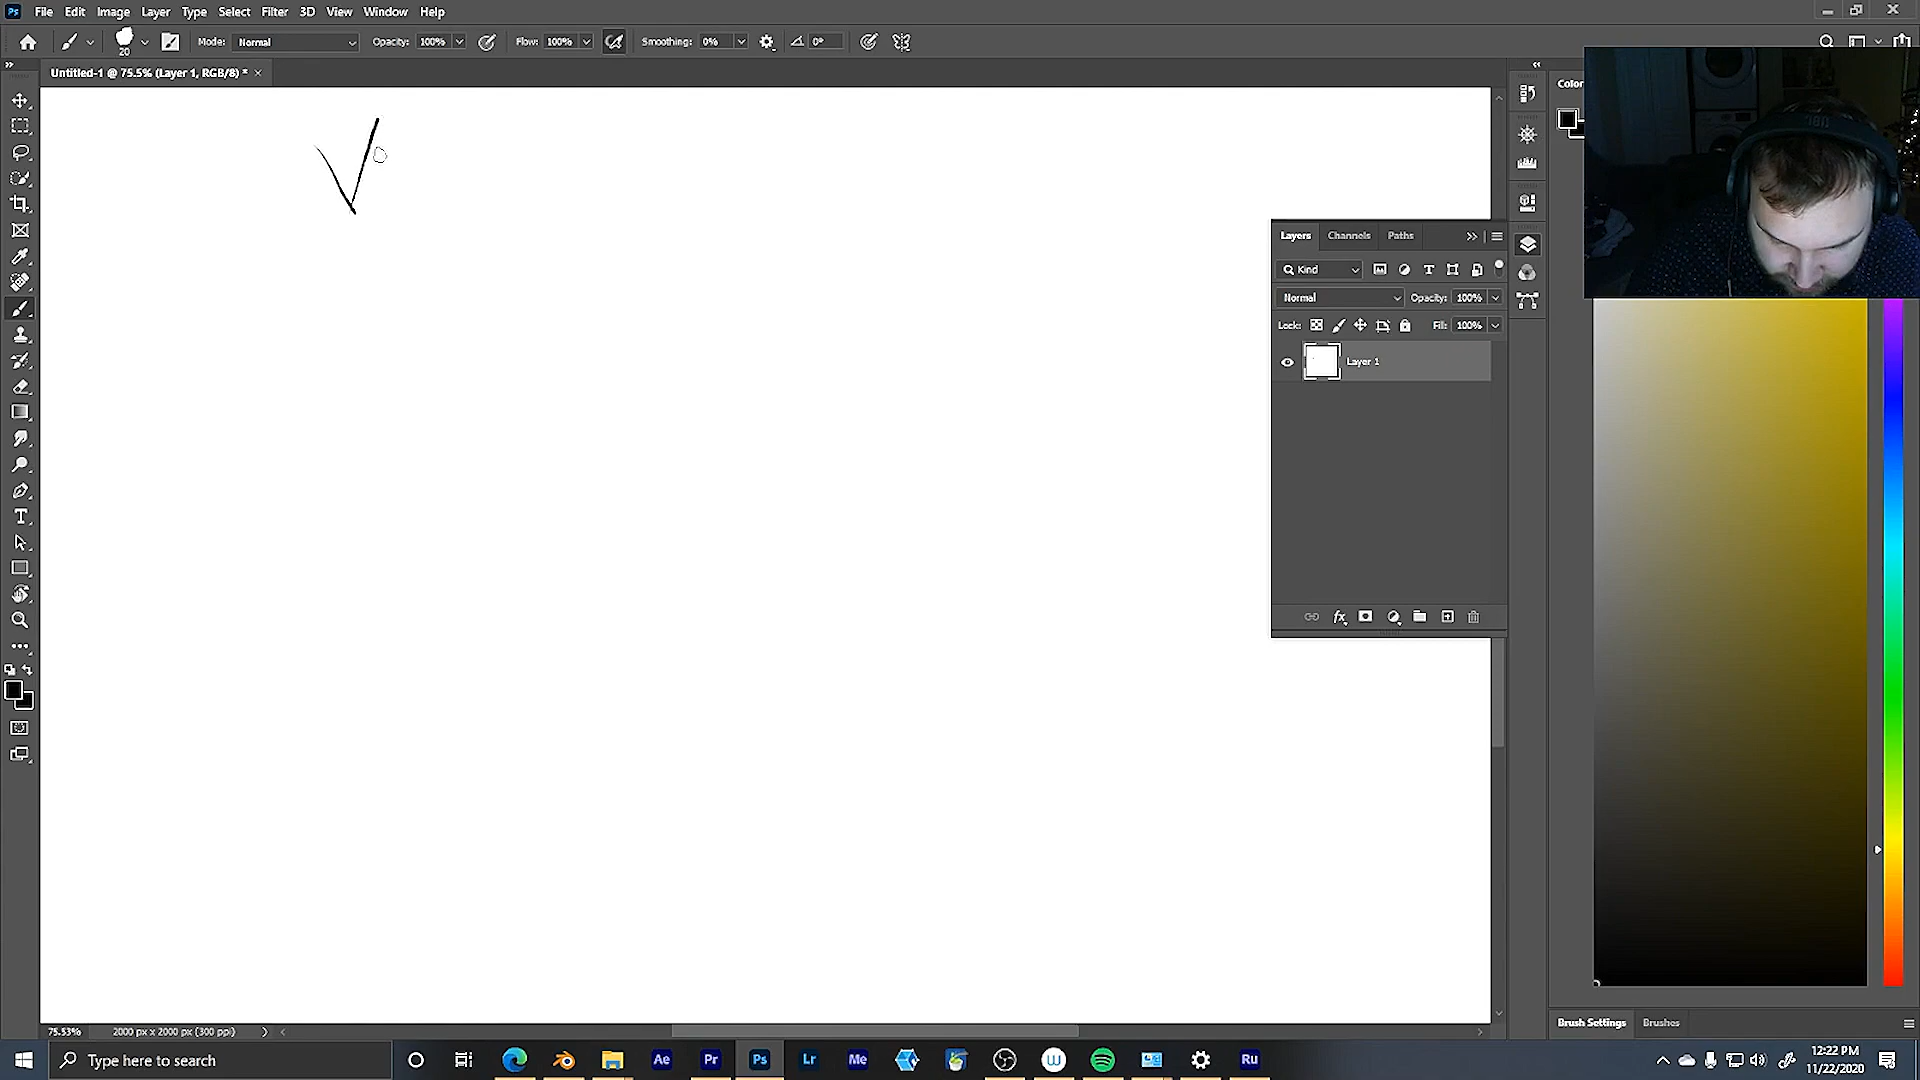 Ps File Edit Image Layer Type Select Filter 3D View Window Help
20 Mode: Normal Opacity: 100% Flow: 100% Smoothing: 0% 0°
Untitled-1 @ 75.5% (Layer 1, RGB/8) * ×
Color
V
Layers Channels Paths
Kind
Normal Opacity: 100%
Lock: Fill: 100%
Layer 1
fx
75.53% 2000 px x 2000 px (300 ppi)
Brush Settings Brushes
Type here to search
Ae Pr Ps Lr Me W Ru
12:22 PM
11/22/2020